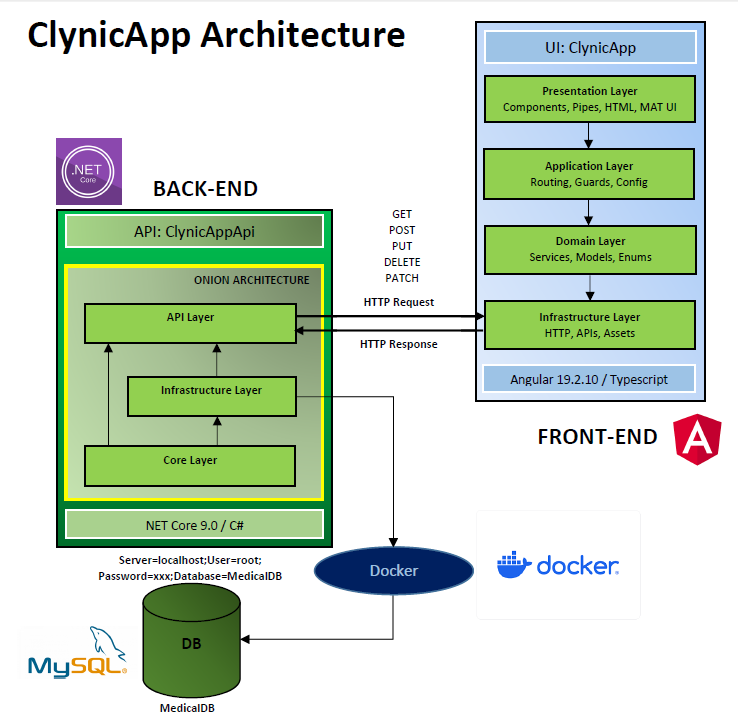 ClynicApp Architecture
UI: ClynicApp
Presentation Layer
Components, Pipes, HTML, MAT UI
Application Layer
Routing, Guards, Config
Domain Layer
Services, Models, Enums
Infrastructure Layer
HTTP, APIs, Assets
Angular 19.2.10 / Typescript
FRONT-END
A
.NET
Core
BACK-END
API: ClynicAppApi
ONION ARCHITECTURE
API Layer
Infrastructure Layer
Core Layer
NET Core 9.0 / C#
GET
POST
PUT
DELETE
PATCH
HTTP Request
HTTP Response
Server=localhost;User=root;
Password=xxx;Database=MedicalDB
Docker
docker.
DB
MySQL®
MedicalDB